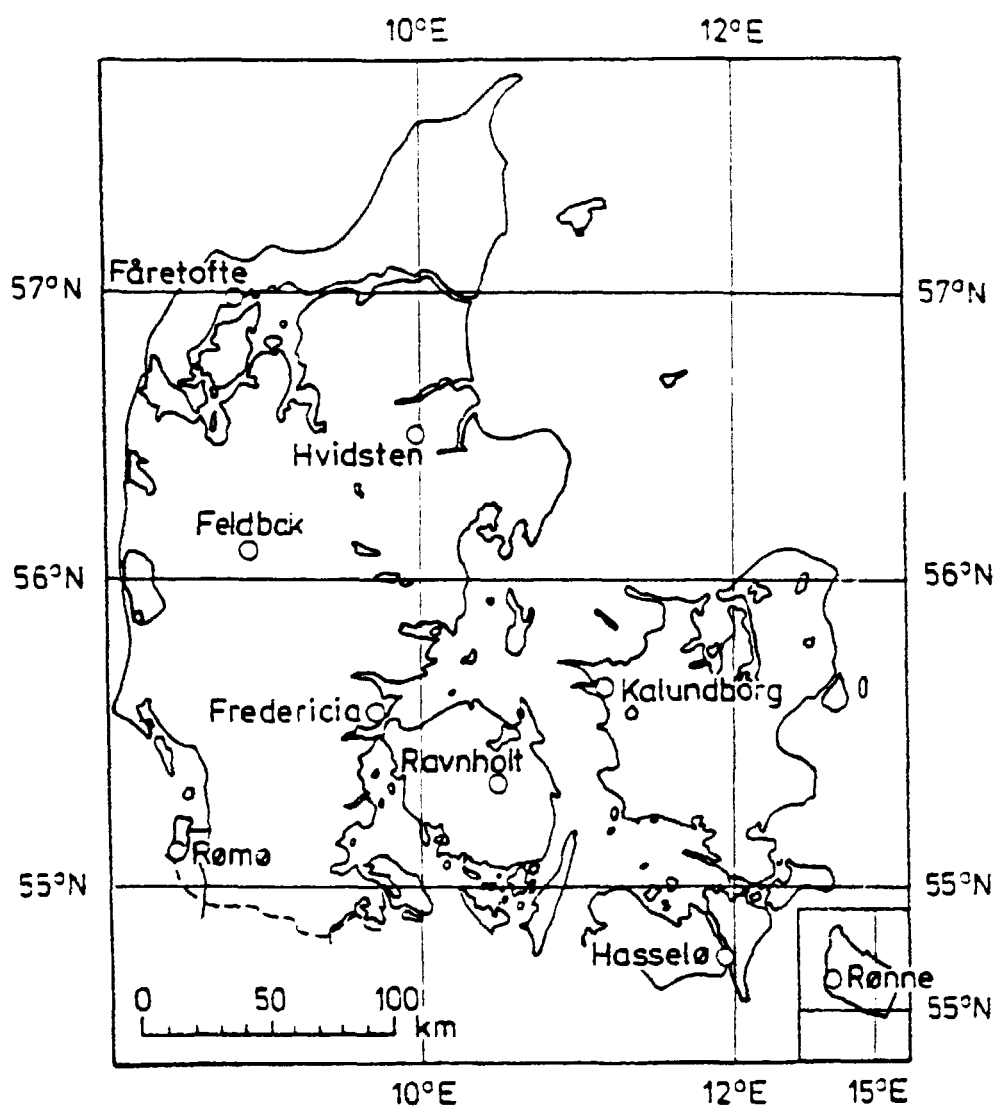 10°E 12°E
57°N Fåretofte 57°N
Hvidsten
Feldbæk
56°N 56°N
Kalundborg
Fredericia
Ravnholt
Rømø
55°N 55°N
Hasselø
Rønne
0 50 100
km
55°N
10°E 12°E 15°E